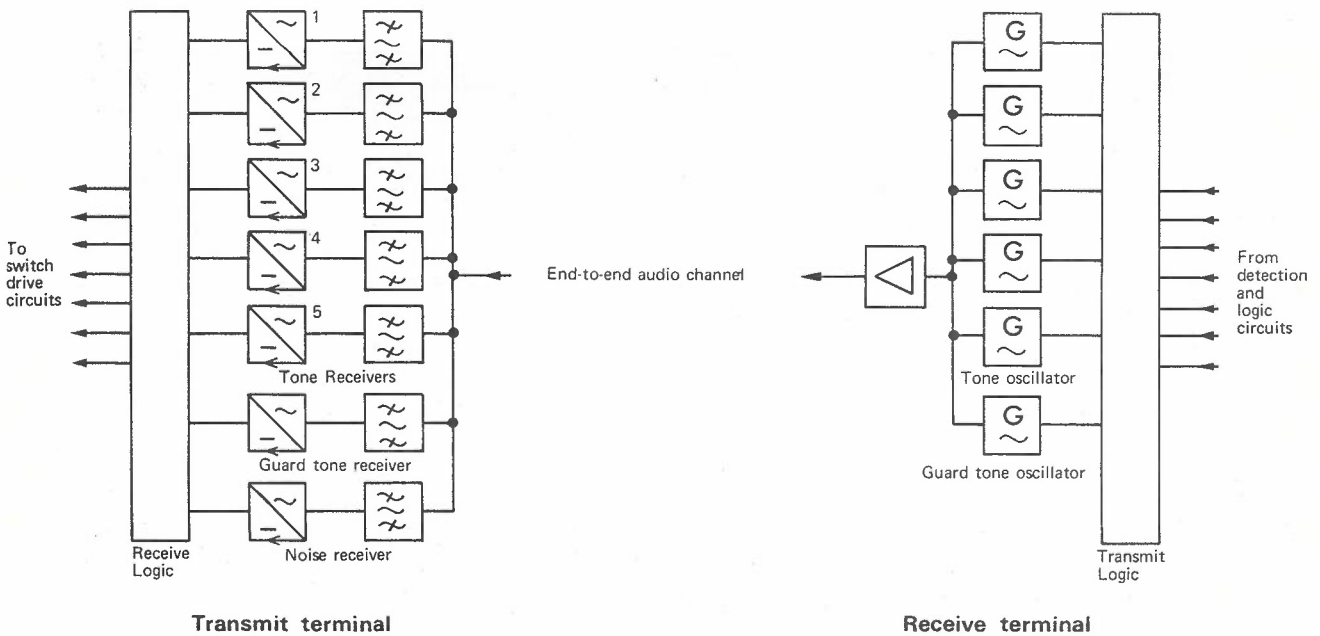 1
2
3
4
5
Tone Receivers
Guard tone receiver
Noise receiver
To
switch
drive
circuits
Receive
Logic
End-to-end audio channel
G
G
G
G
G
Tone oscillator
G
Guard tone oscillator
From
detection
and
logic
circuits
Transmit
Logic
Transmit terminal
Receive terminal